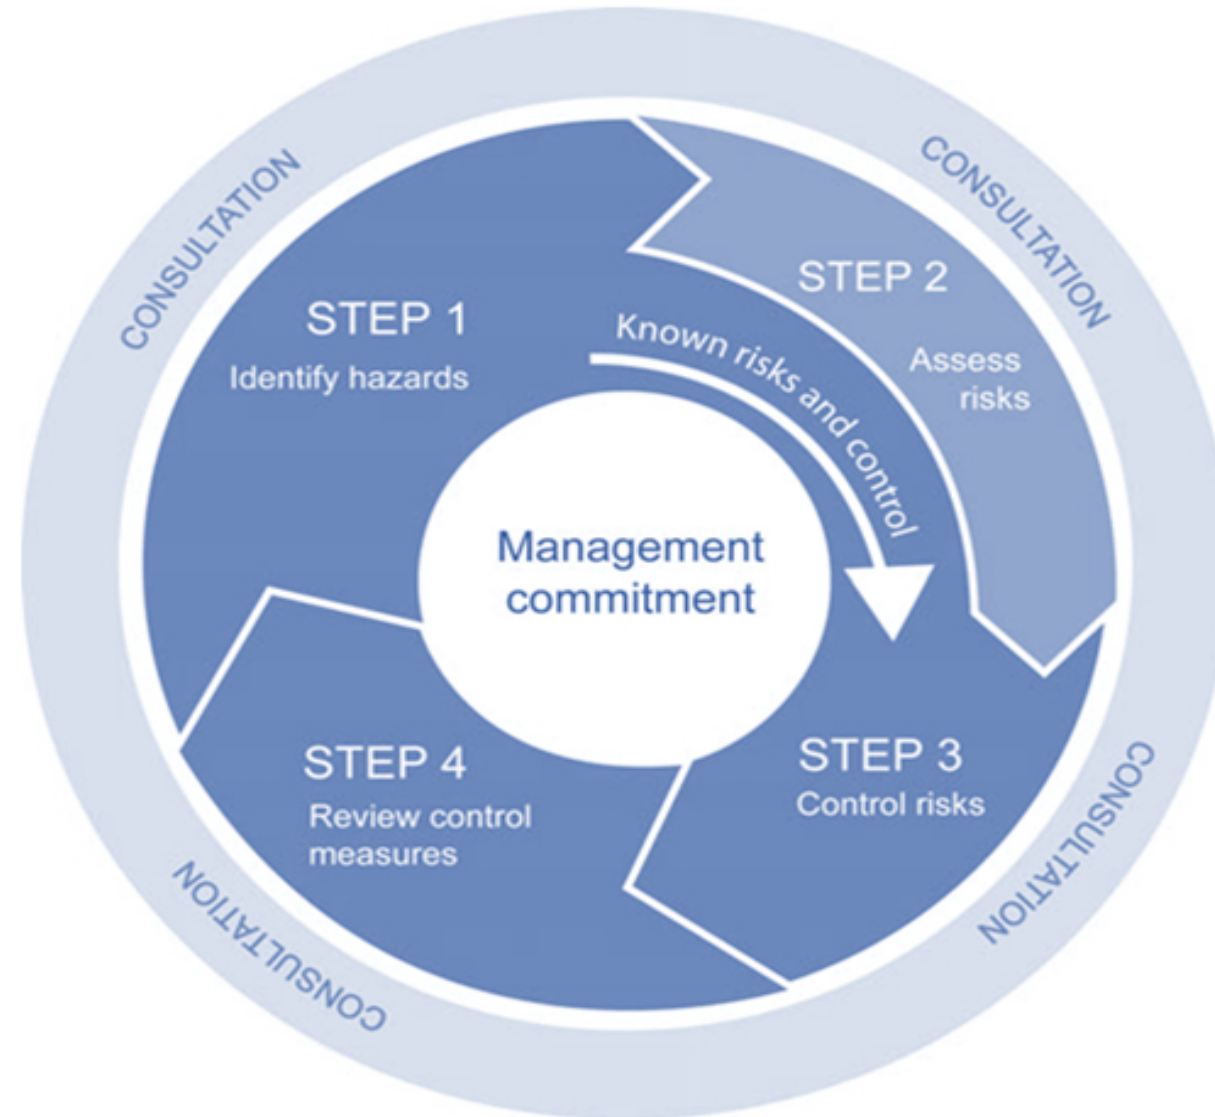 CONSULTATION
CONSULTATION
STEP 1
Identify hazards
STEP 2
Assess
risks
Known risks and control
Management
commitment
STEP 3
Control risks
STEP 4
Review control
measures
CONSULTATION
CONSULTATION